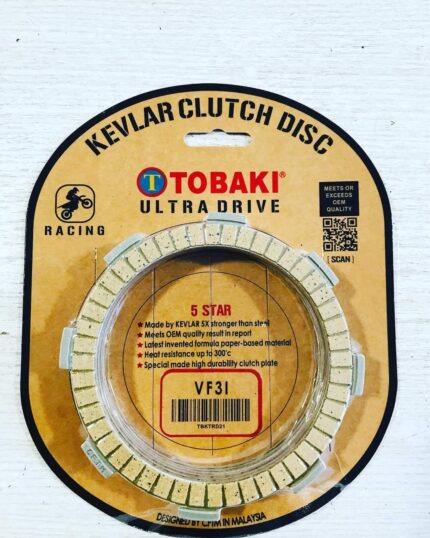 KEVLAR CLUTCH DISC
T TOBAKI®
ULTRA DRIVE
RACING
MEETS OR
EXCEEDS
OEM
QUALITY
[ SCAN ]
5 STAR
★ Made by KEVLAR 5X stronger than steel
★ Meets OEM quality result in report
★ Latest invented formula paper-based material
★ Heat resistance up to 300°c
★ Special made high durability clutch plate
VF3I
TBKTRD21
DESIGNED BY CPIM IN MALAYSIA